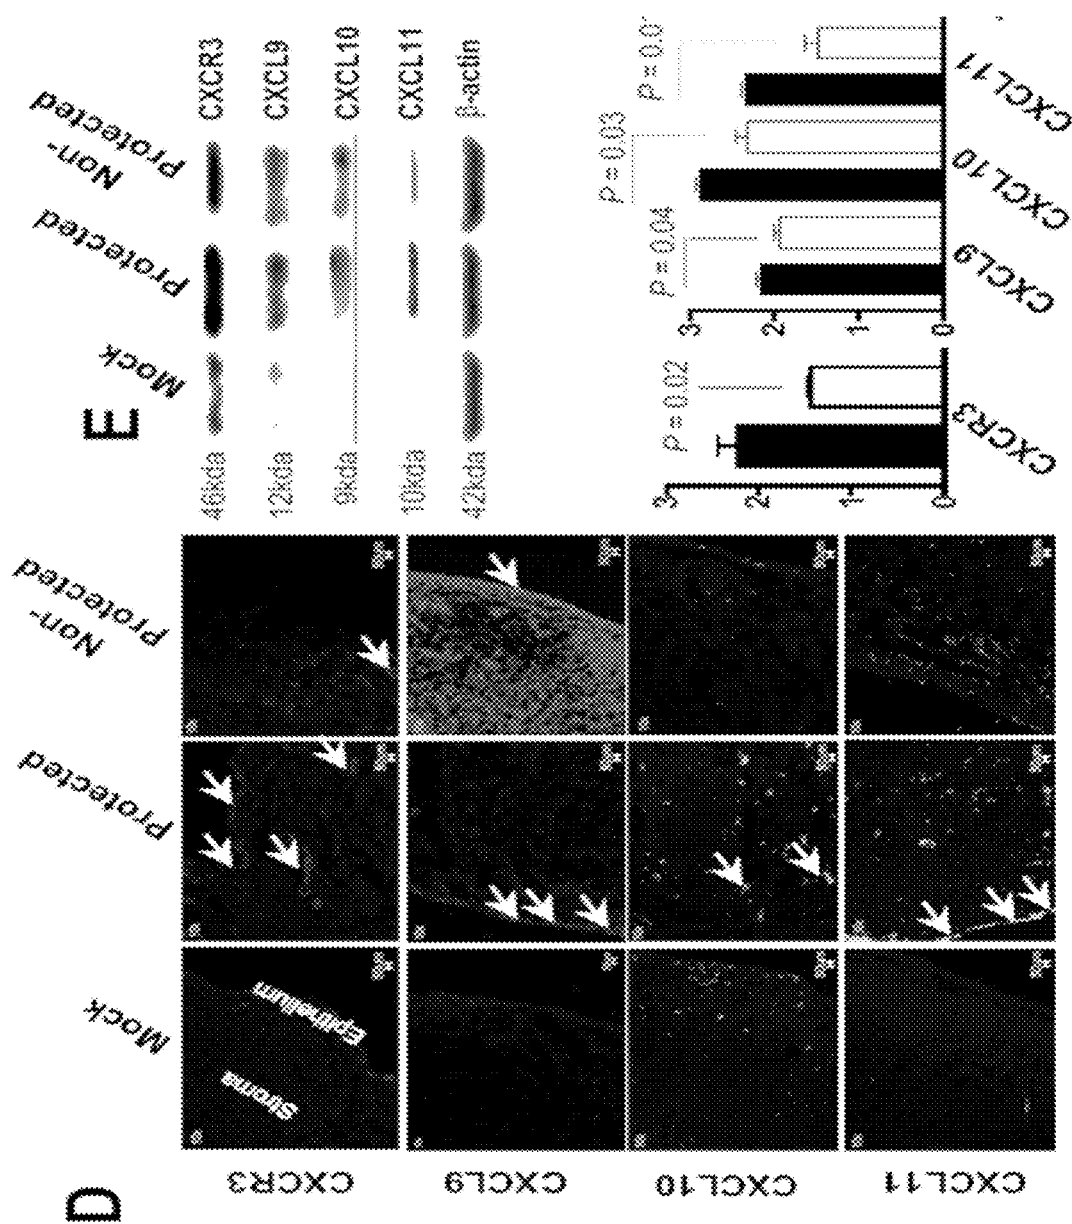 D
Mock
Protected
Non-
Protected
CXCR3
CXCL9
CXCL10
CXCL11
Stroma
Epithelium
E
Mock
Protected
Non-
Protected
46kda
CXCR3
12kda
CXCL9
9kda
CXCL10
10kda
CXCL11
42kda
β-actin
3
2
1
0
P = 0.02
CXCR3
3
2
1
0
P = 0.04
P = 0.03
P = 0.0
CXCL9
CXCL10
CXCL11